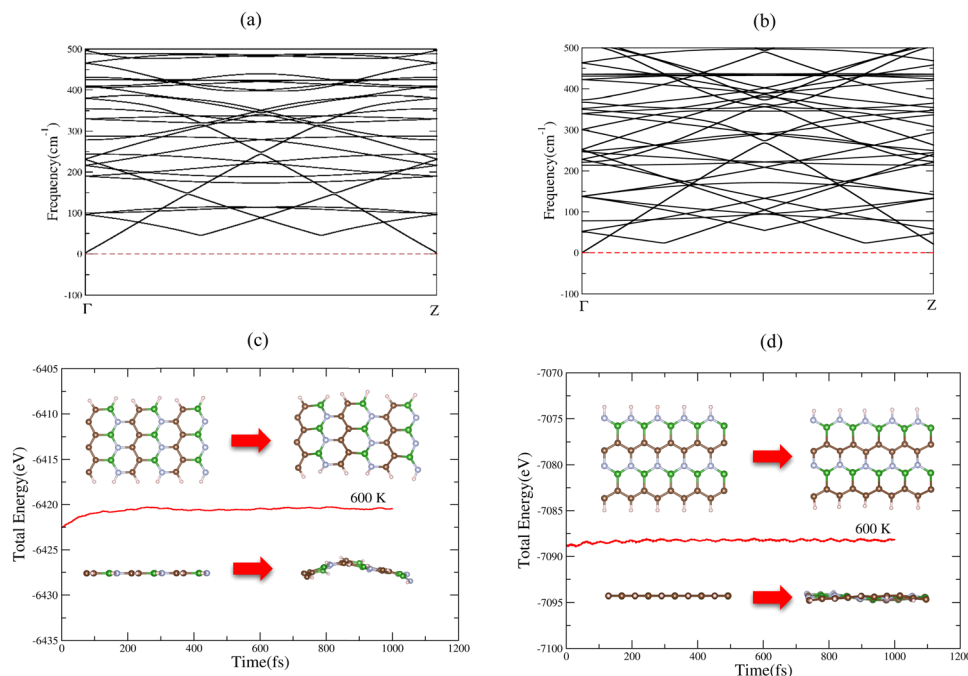 (a)
(b)
500
400
300
200
100
0
-100
Frequency(cm⁻¹)
Γ
Z
500
400
300
200
100
0
-100
Frequency(cm⁻¹)
Γ
Z
(c)
(d)
-6405
-6410
-6415
-6420
-6425
-6430
-6435
Total Energy(eV)
600 K
0
200
400
600
800
1000
1200
Time(fs)
-7070
-7075
-7080
-7085
-7090
-7095
-7100
Total Energy(eV)
600 K
0
200
400
600
800
1000
1200
Time(fs)